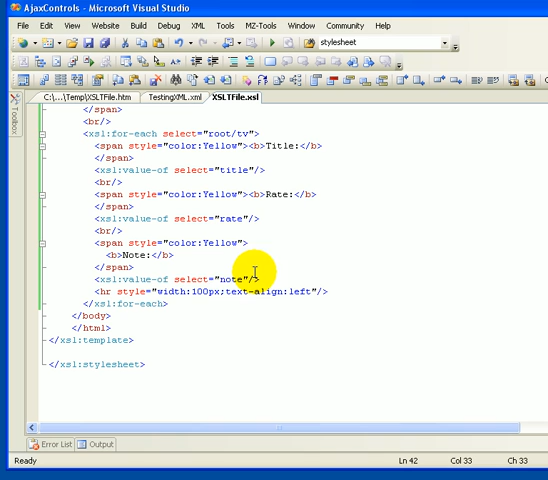 AjaxControls - Microsoft Visual Studio
File Edit View Website Build Debug XML Tools MZ-Tools Window Community Help
stylesheet
C:\...\Temp\XSLTFile.htm TestingXML.xml XSLTFile.xsl
Toolbox
</span>
<br/>
<xsl:for-each select="root/tv">
<span style="color:Yellow"><b>Title:</b>
</span>
<xsl:value-of select="title"/>
<br/>
<span style="color:Yellow"><b>Rate:</b>
</span>
<xsl:value-of select="rate"/>
<br/>
<span style="color:Yellow">
<b>Note:</b>
</span>
<xsl:value-of select="note"/>
<hr style="width:100px;text-align:left"/>
</xsl:for-each>
</body>
</html>
</xsl:template>
</xsl:stylesheet>
Error List Output
Ready Ln 42 Col 33 Ch 33